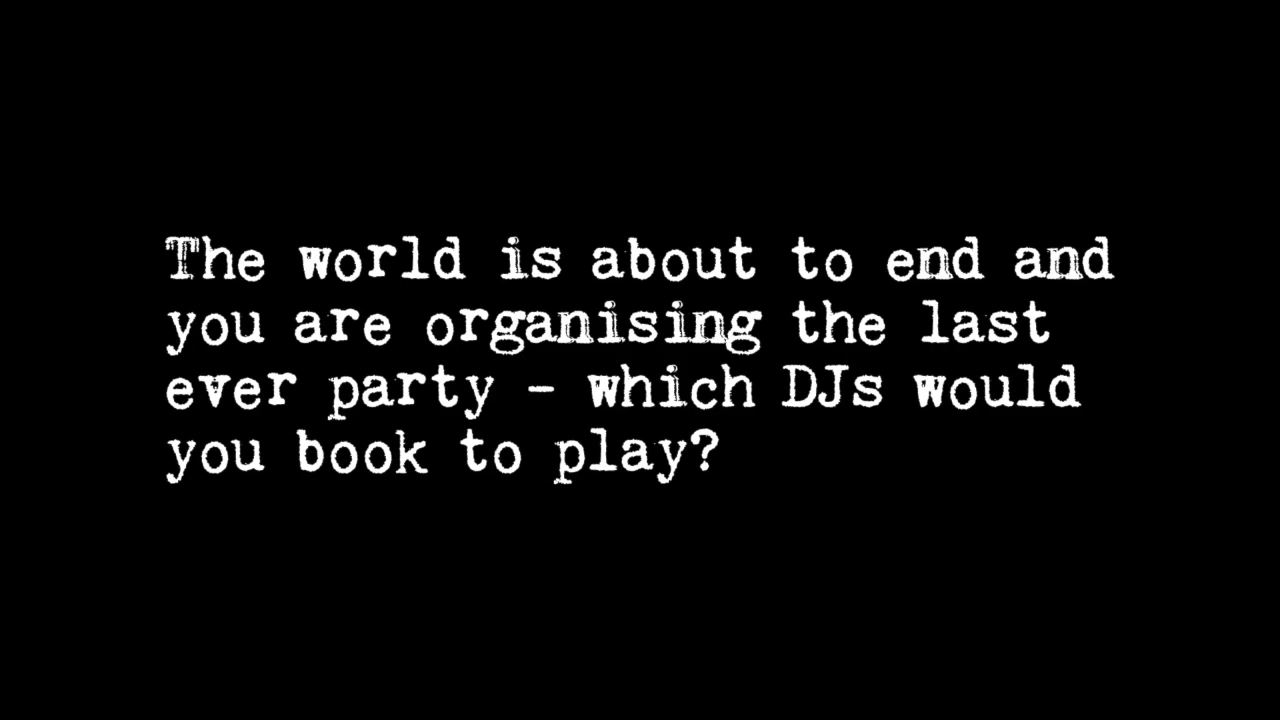 The world is about to end and
you are organising the last
ever party - which DJs would
you book to play?